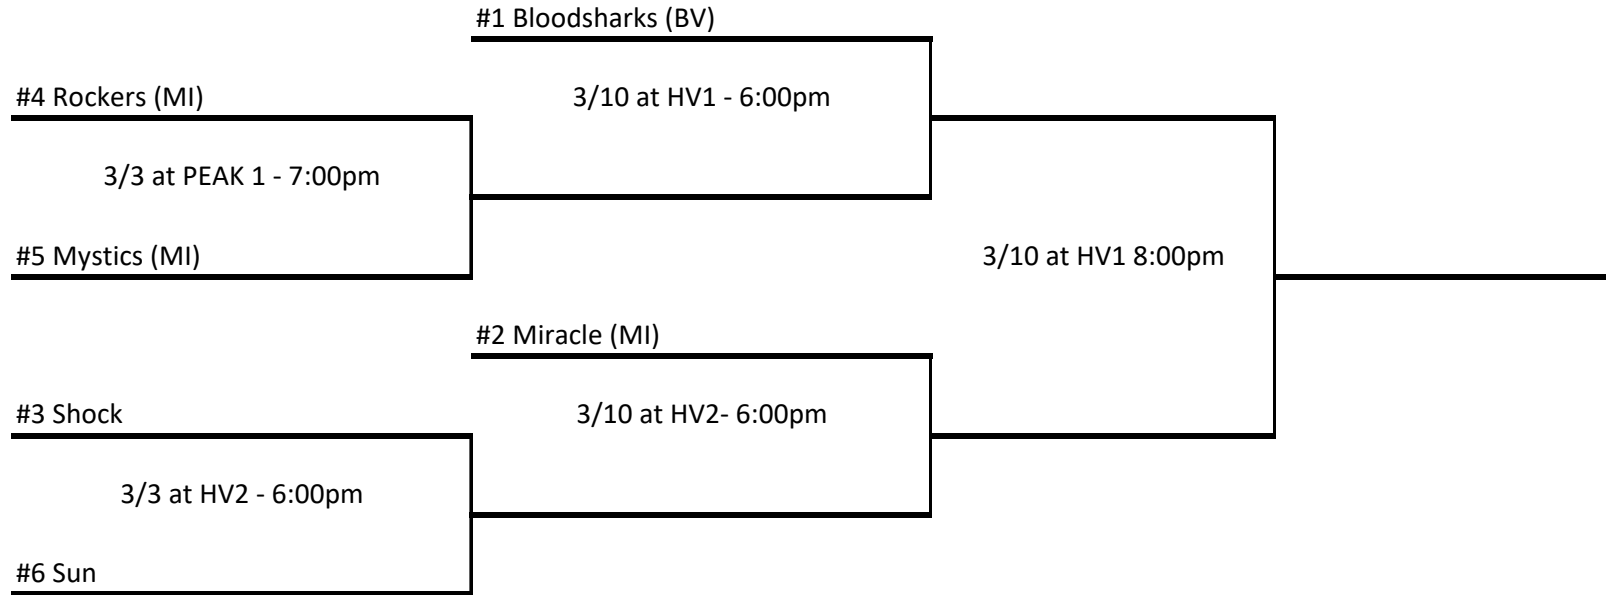 #1 Bloodsharks (BV)
#4 Rockers (MI)
3/10 at HV1 - 6:00pm
3/3 at PEAK 1 - 7:00pm
#5 Mystics (MI)
3/10 at HV1 8:00pm
#2 Miracle (MI)
#3 Shock
3/10 at HV2- 6:00pm
3/3 at HV2 - 6:00pm
#6 Sun